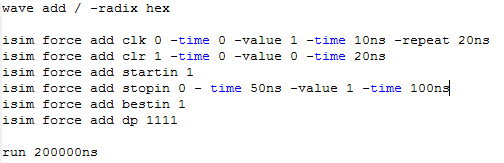 wave add / -radix hex
isim force add clk 0 -time 0 -value 1 -time 10ns -repeat 20ns
isim force add clr 1 -time 0 -value 0 -time 20ns
isim force add startin 1
isim force add stopin 0 - time 50ns -value 1 -time 100ns
isim force add bestin 1
isim force add dp 1111
run 200000ns